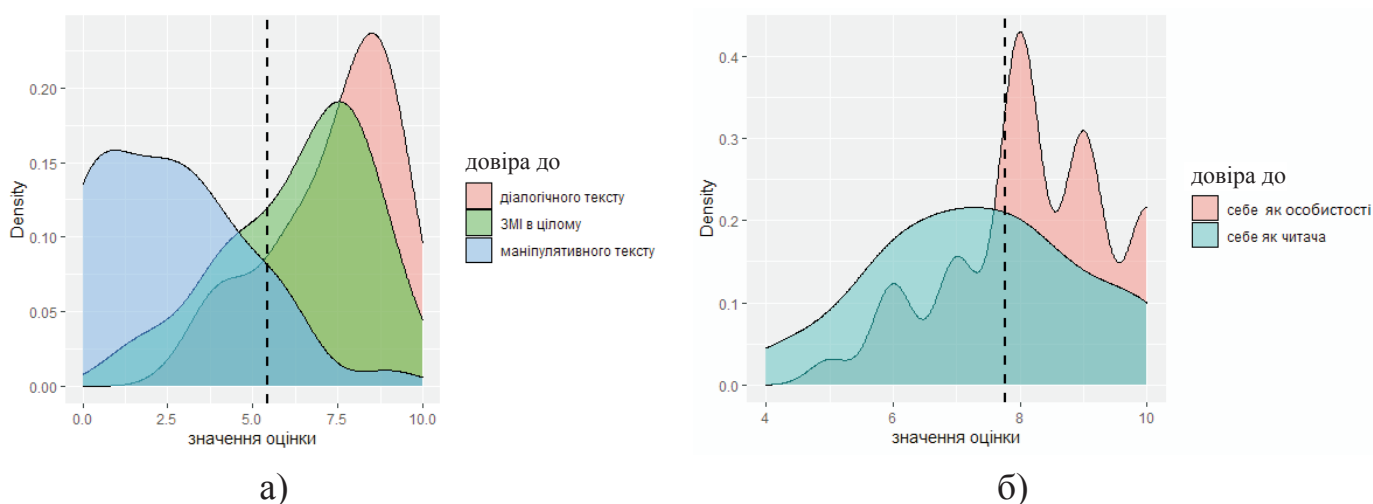 Density
0.20
0.15
0.10
0.05
0.00
0.0
2.5
5.0
7.5
10.0
значення оцінки
довіра до
діалогічного тексту
ЗМІ в цілому
маніпулятивного тексту
а)
Density
0.4
0.3
0.2
0.1
0.0
4
6
8
10
значення оцінки
довіра до
себе як особистості
себе як читача
б)